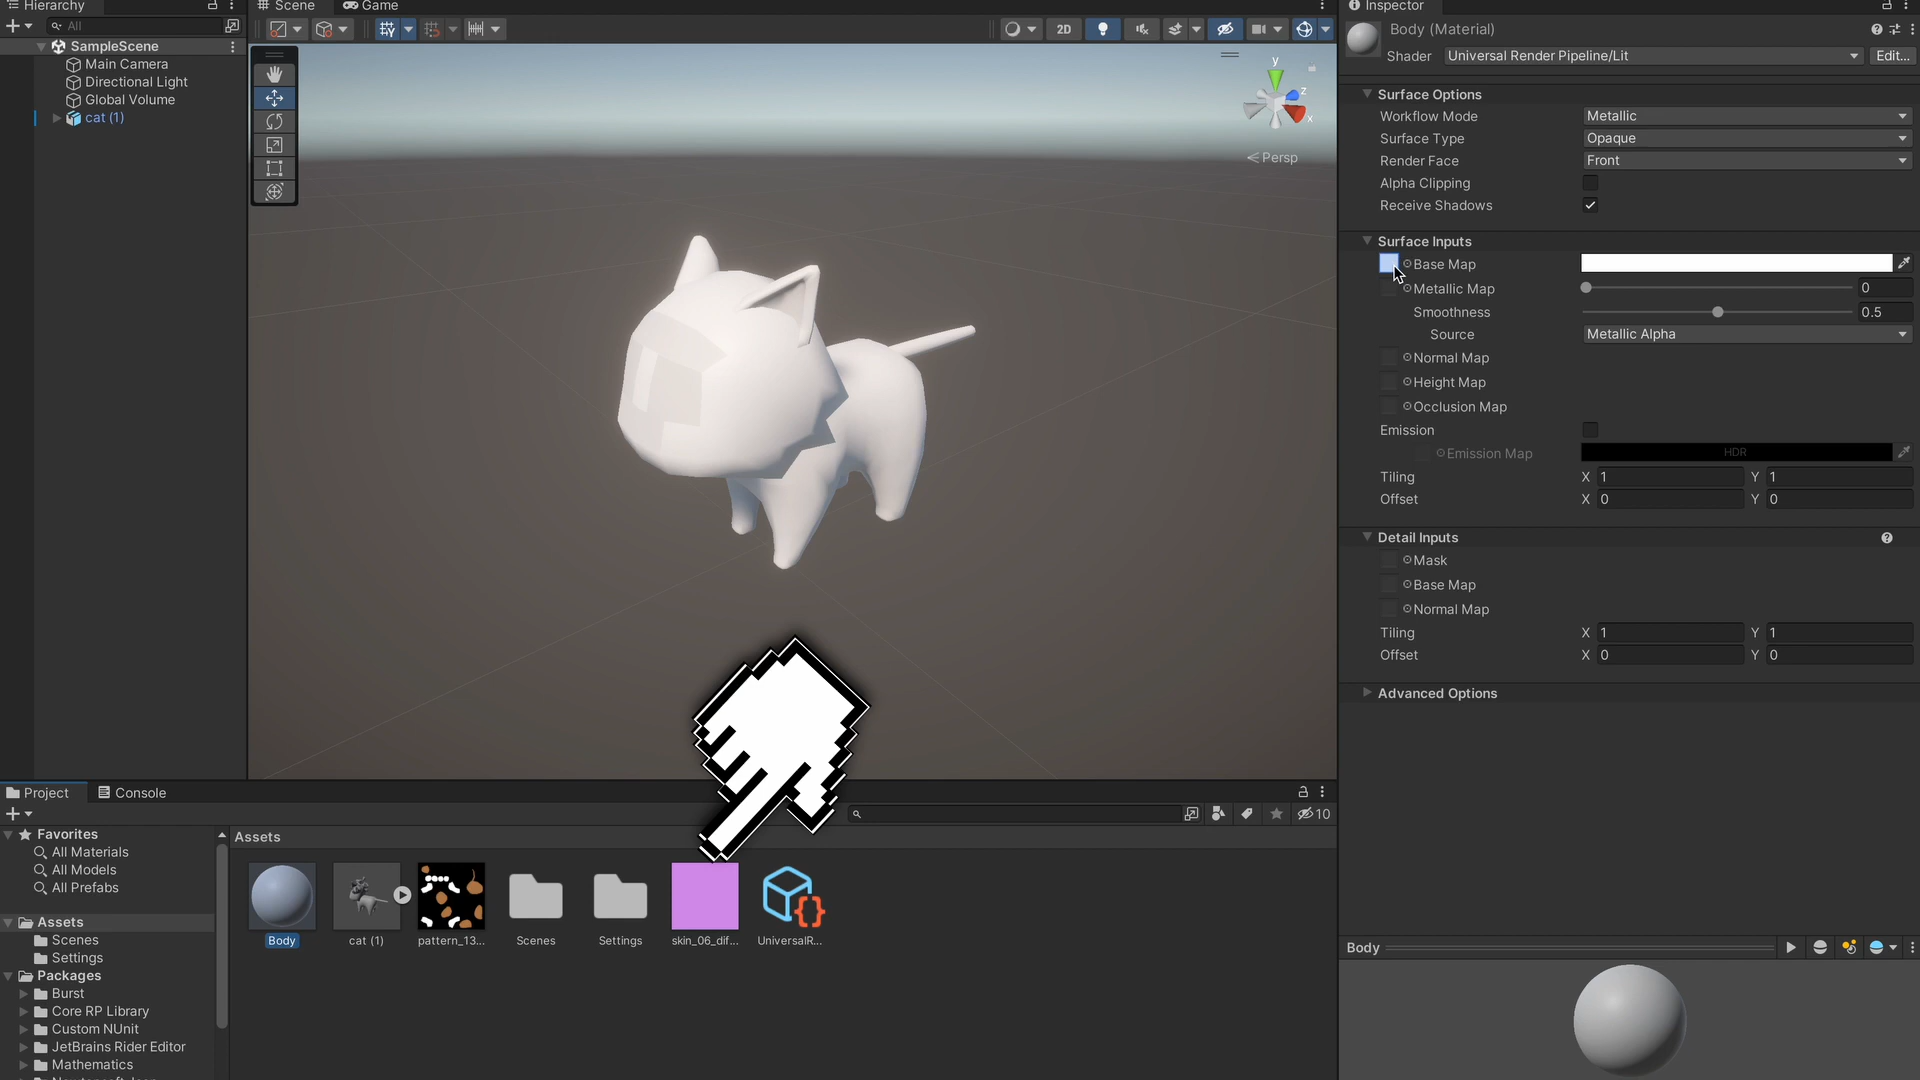 Hierarchy
All
SampleScene
Main Camera
Directional Light
Global Volume
cat (1)
Scene
Game
2D
y
z
x
Persp
Inspector
Body (Material)
Shader
Universal Render Pipeline/Lit
Edit...
Surface Options
Workflow Mode
Metallic
Surface Type
Opaque
Render Face
Front
Alpha Clipping
Receive Shadows
Surface Inputs
Base Map
Metallic Map
0
Smoothness
0.5
Source
Metallic Alpha
Normal Map
Height Map
Occlusion Map
Emission
Emission Map
HDR
Tiling
X 1
Y 1
Offset
X 0
Y 0
Detail Inputs
Mask
Base Map
Normal Map
Tiling
X 1
Y 1
Offset
X 0
Y 0
Advanced Options
Project
Console
10
Favorites
All Materials
All Models
All Prefabs
Assets
Scenes
Settings
Packages
Burst
Core RP Library
Custom NUnit
JetBrains Rider Editor
Mathematics
Assets
Body
cat (1)
pattern_13...
Scenes
Settings
skin_06_dif...
UniversalR...
Body